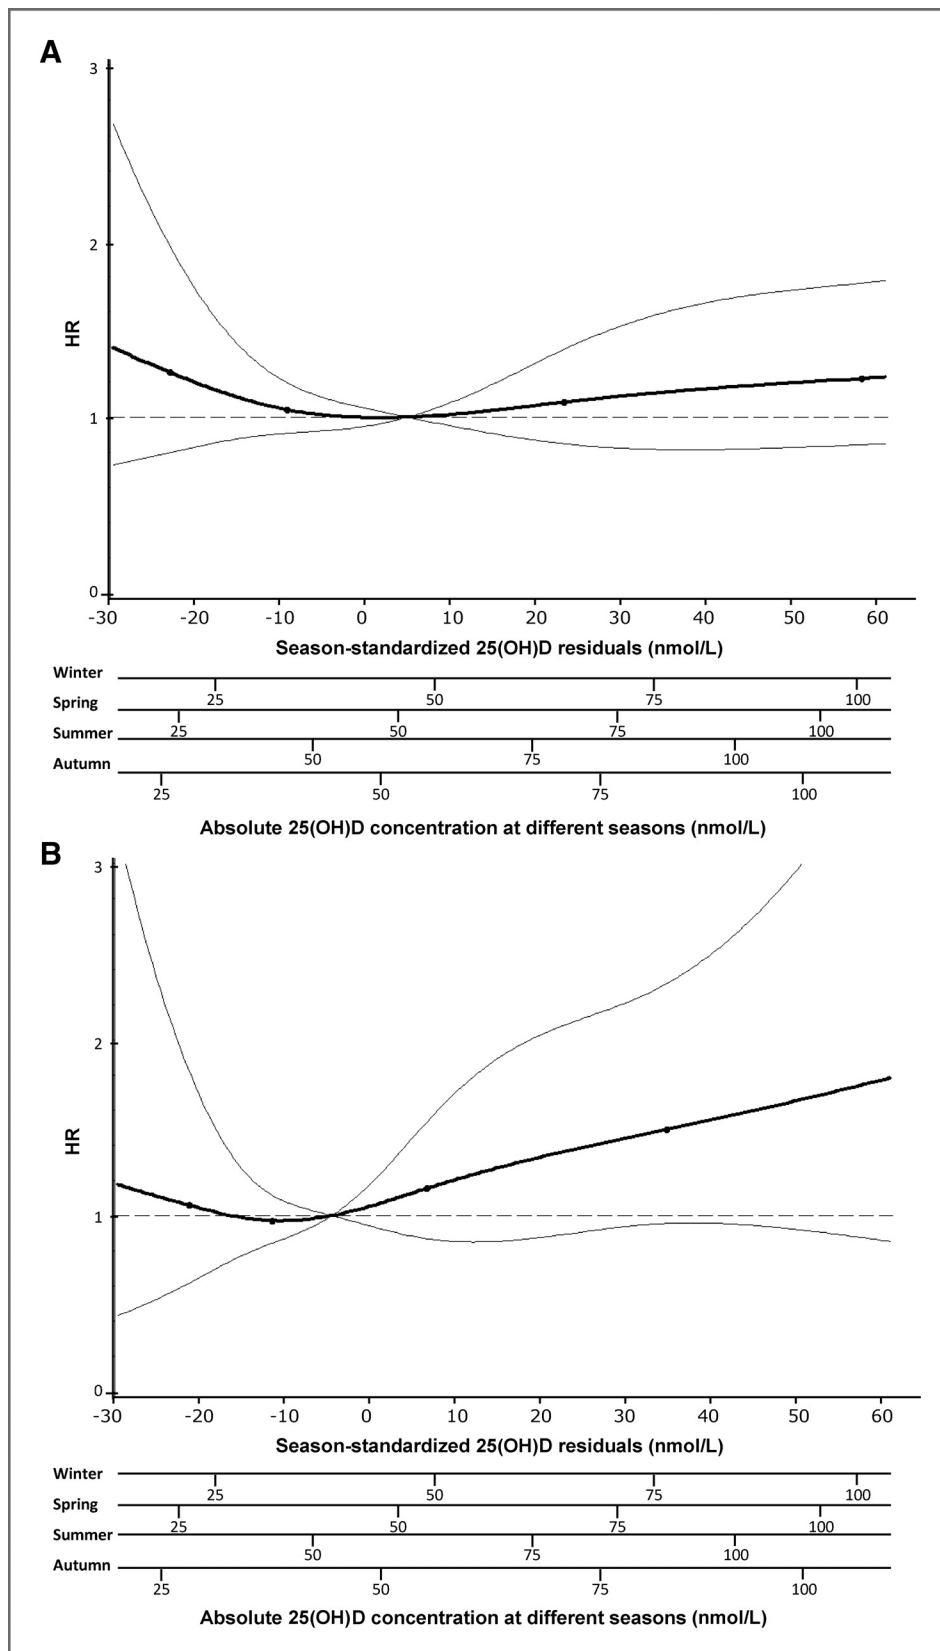 A
3
2
HR
1
0
-30 -20 -10 0 10 20 30 40 50 60
Season-standardized 25(OH)D residuals (nmol/L)
Winter
25 50 75 100
Spring
25 50 75 100
Summer
50 75 100
Autumn
25 50 75 100
Absolute 25(OH)D concentration at different seasons (nmol/L)
B
3
2
HR
1
0
-30 -20 -10 0 10 20 30 40 50 60
Season-standardized 25(OH)D residuals (nmol/L)
Winter
25 50 75 100
Spring
25 50 75 100
Summer
50 75 100
Autumn
25 50 75 100
Absolute 25(OH)D concentration at different seasons (nmol/L)